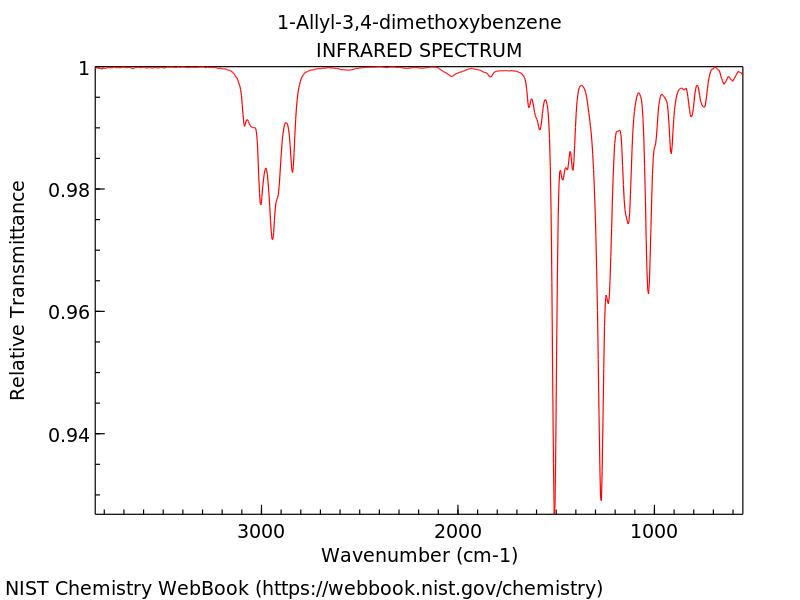 1-Allyl-3,4-dimethoxybenzene
INFRARED SPECTRUM
1
0.98
0.96
0.94
Relative Transmittance
3000
2000
1000
Wavenumber (cm-1)
NIST Chemistry WebBook (https://webbook.nist.gov/chemistry)